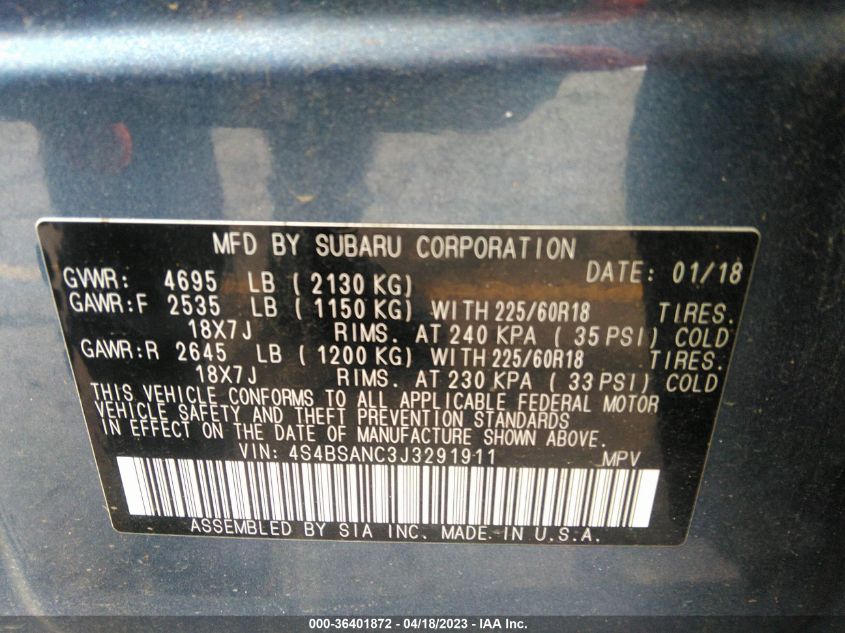 MFD BY SUBARU CORPORATION
GVWR: 4695 LB ( 2130 KG) DATE: 01/18
GAWR:F 2535 LB ( 1150 KG) WITH 225/60R18 TIRES.
18X7J RIMS. AT 240 KPA ( 35 PSI) COLD
GAWR:R 2645 LB ( 1200 KG) WITH 225/60R18 TIRES.
18X7J RIMS. AT 230 KPA ( 33 PSI) COLD
THIS VEHICLE CONFORMS TO ALL APPLICABLE FEDERAL MOTOR
VEHICLE SAFETY AND THEFT PREVENTION STANDARDS
IN EFFECT ON THE DATE OF MANUFACTURE SHOWN ABOVE.
VIN: 4S4BSANC3J3291911 MPV
ASSEMBLED BY SIA INC. MADE IN U.S.A.
000-36401872 - 04/18/2023 - IAA Inc.